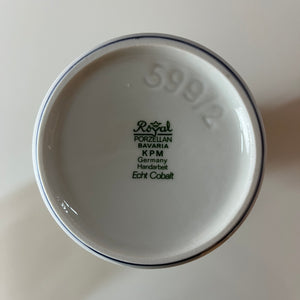 599/2
Royal
PORZELLAN
BAVARIA
KPM
Germany
Handarbeit
Echt Cobalt